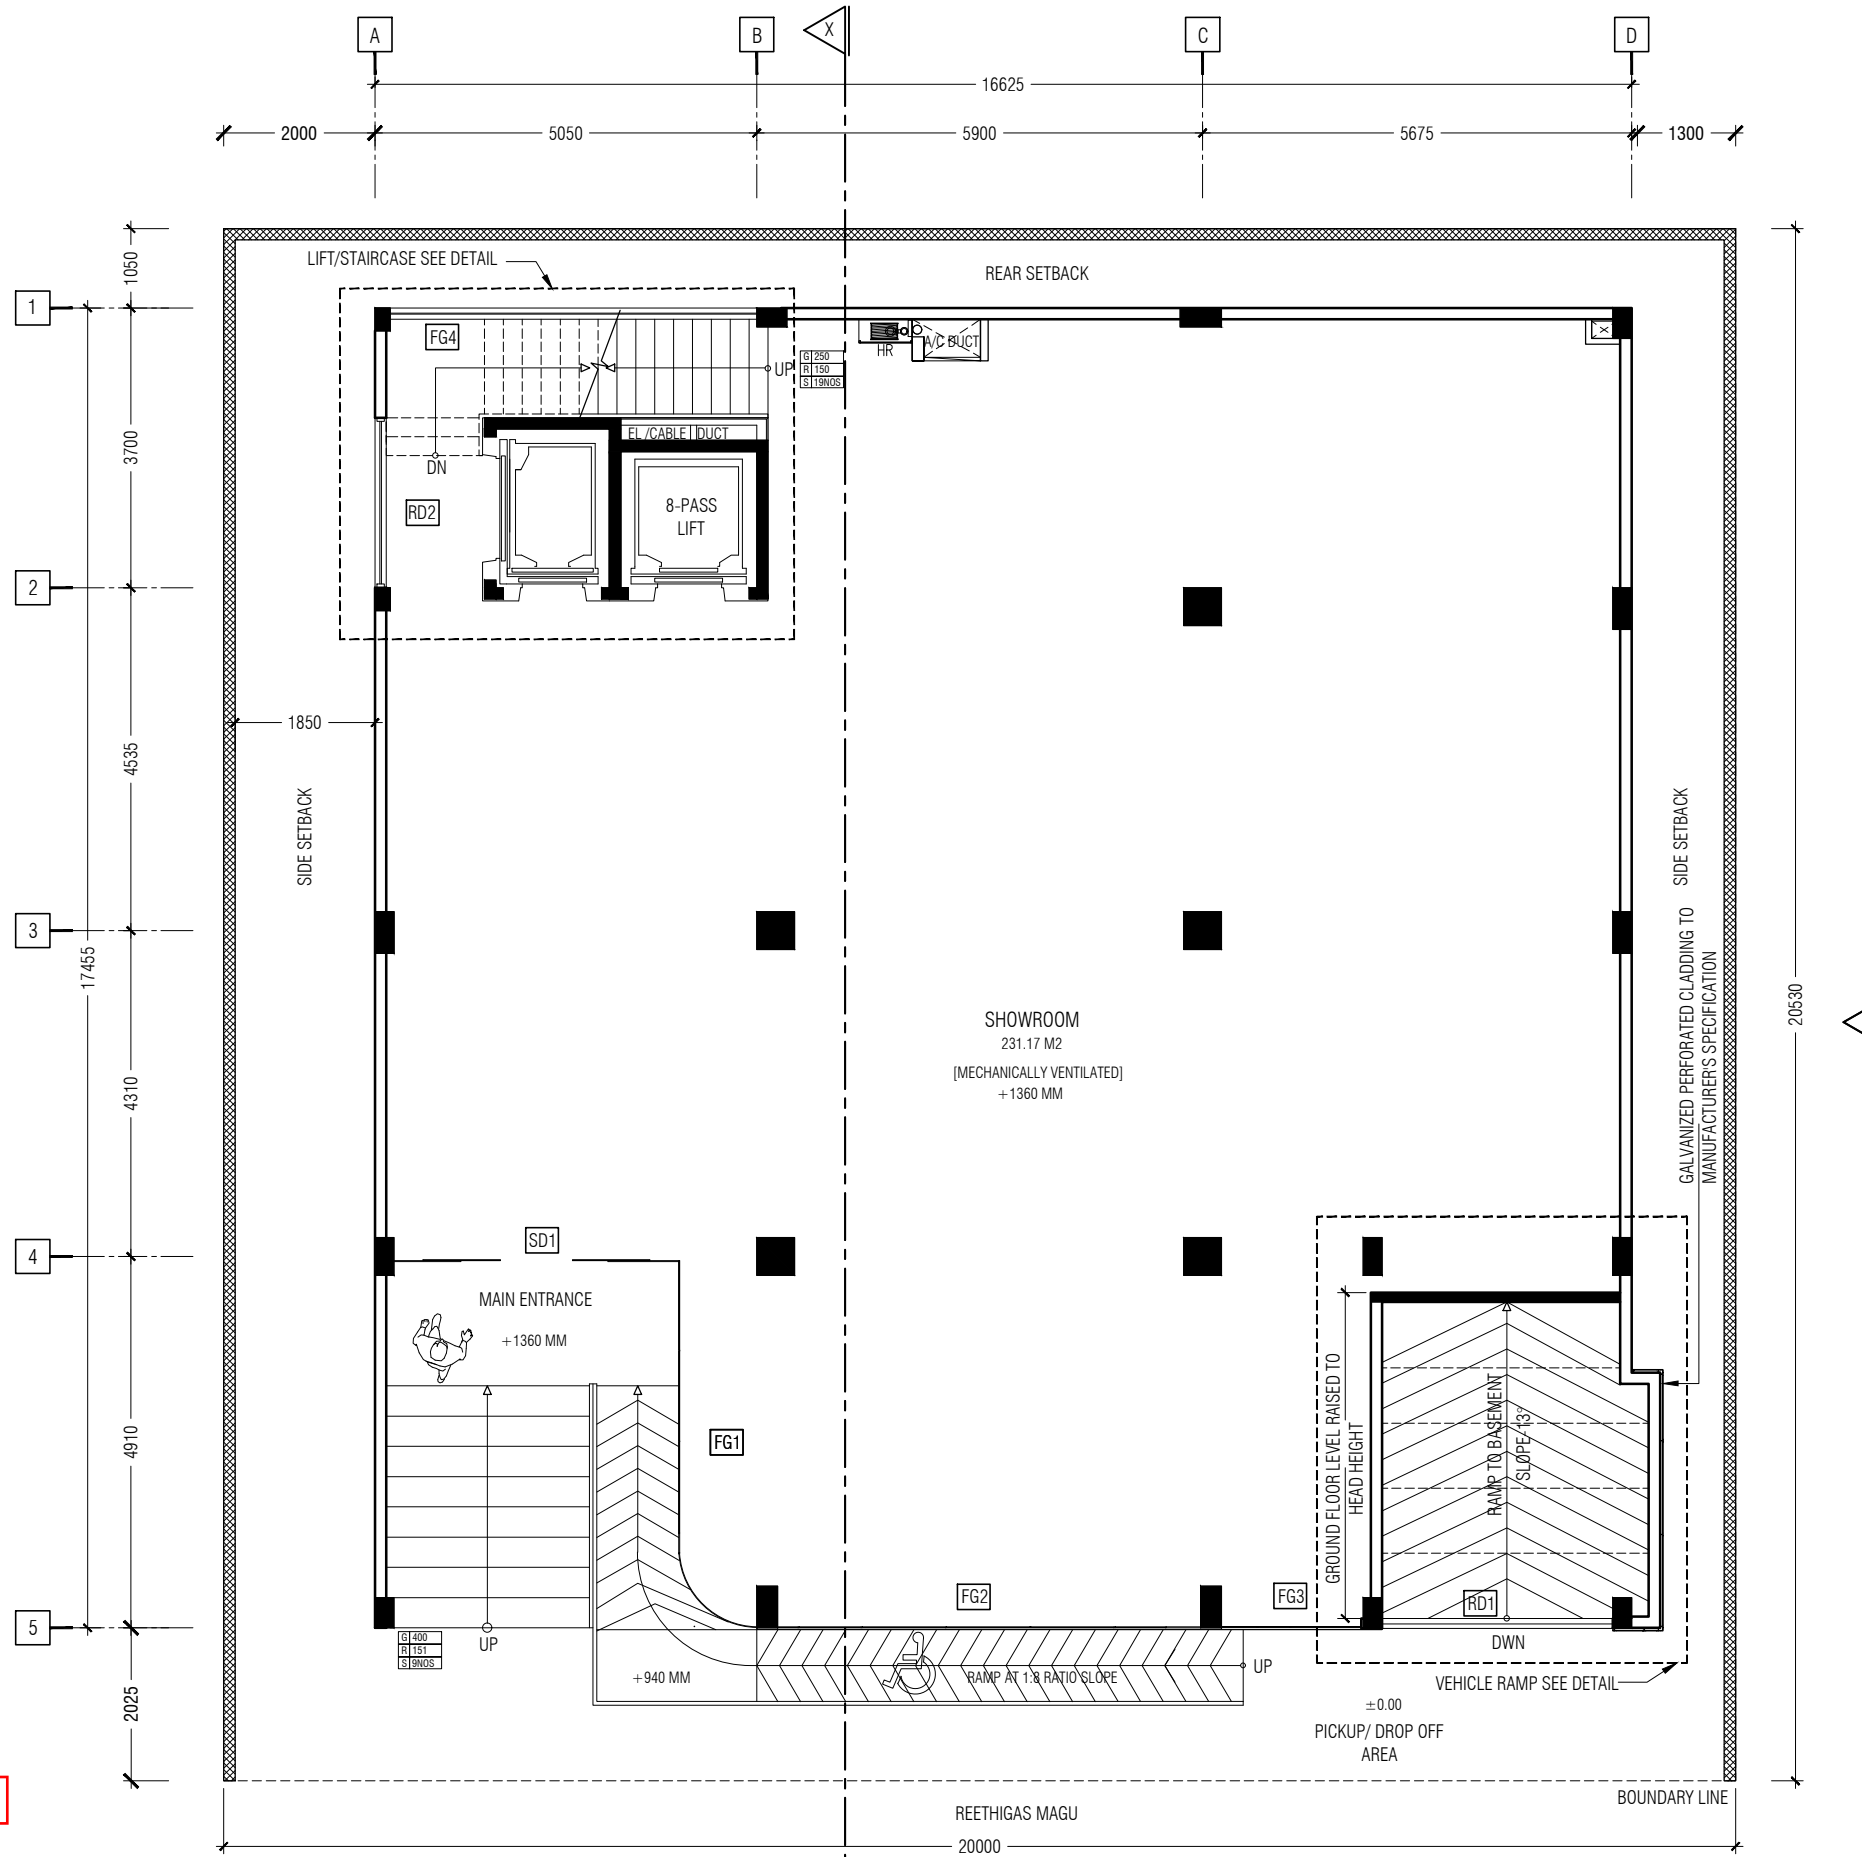 A
B
X
C
D
16625
2000
5050
5900
5675
1300
LIFT/STAIRCASE SEE DETAIL
REAR SETBACK
1050
1
FG4
UP
G 250
R 150
S 19NOS
HR
A/C DUCT
X
3700
EL /CABLE DUCT
DN
RD2
8-PASS
LIFT
2
1850
4535
SIDE SETBACK
SIDE SETBACK
3
17455
GALVANIZED PERFORATED CLADDING TO
MANUFACTURER'S SPECIFICATION
20530
SHOWROOM
231.17 M2
[MECHANICALLY VENTILATED]
+1360 MM
4310
4
SD1
MAIN ENTRANCE
+1360 MM
4910
FG1
GROUND FLOOR LEVEL RAISED TO
HEAD HEIGHT
RAMP TO BASEMENT
SLOPE-13°
5
FG2
FG3
RD1
G 400
R 151
S 9NOS
UP
DWN
+940 MM
RAMP AT 1:8 RATIO SLOPE
UP
VEHICLE RAMP SEE DETAIL
2025
±0.00
PICKUP/ DROP OFF
AREA
BOUNDARY LINE
REETHIGAS MAGU
20000